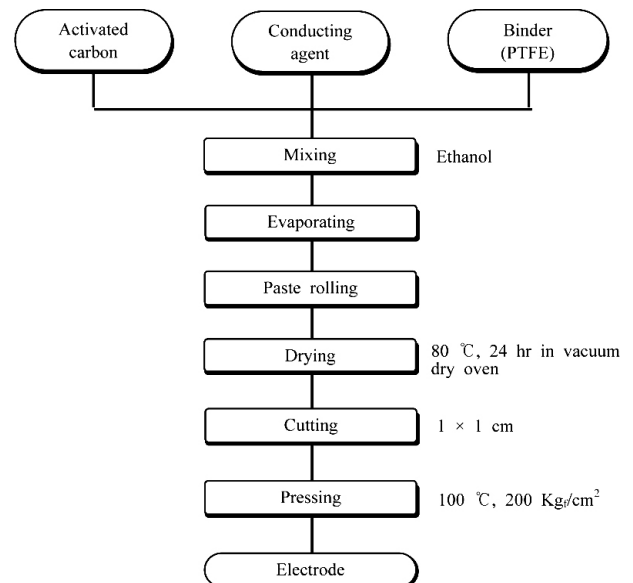 Activated
carbon
Conducting
agent
Binder
(PTFE)
Mixing
Ethanol
Evaporating
Paste rolling
Drying
80 ℃, 24 hr in vacuum
dry oven
Cutting
1 × 1 cm
Pressing
100 ℃, 200 Kgf/cm²
Electrode